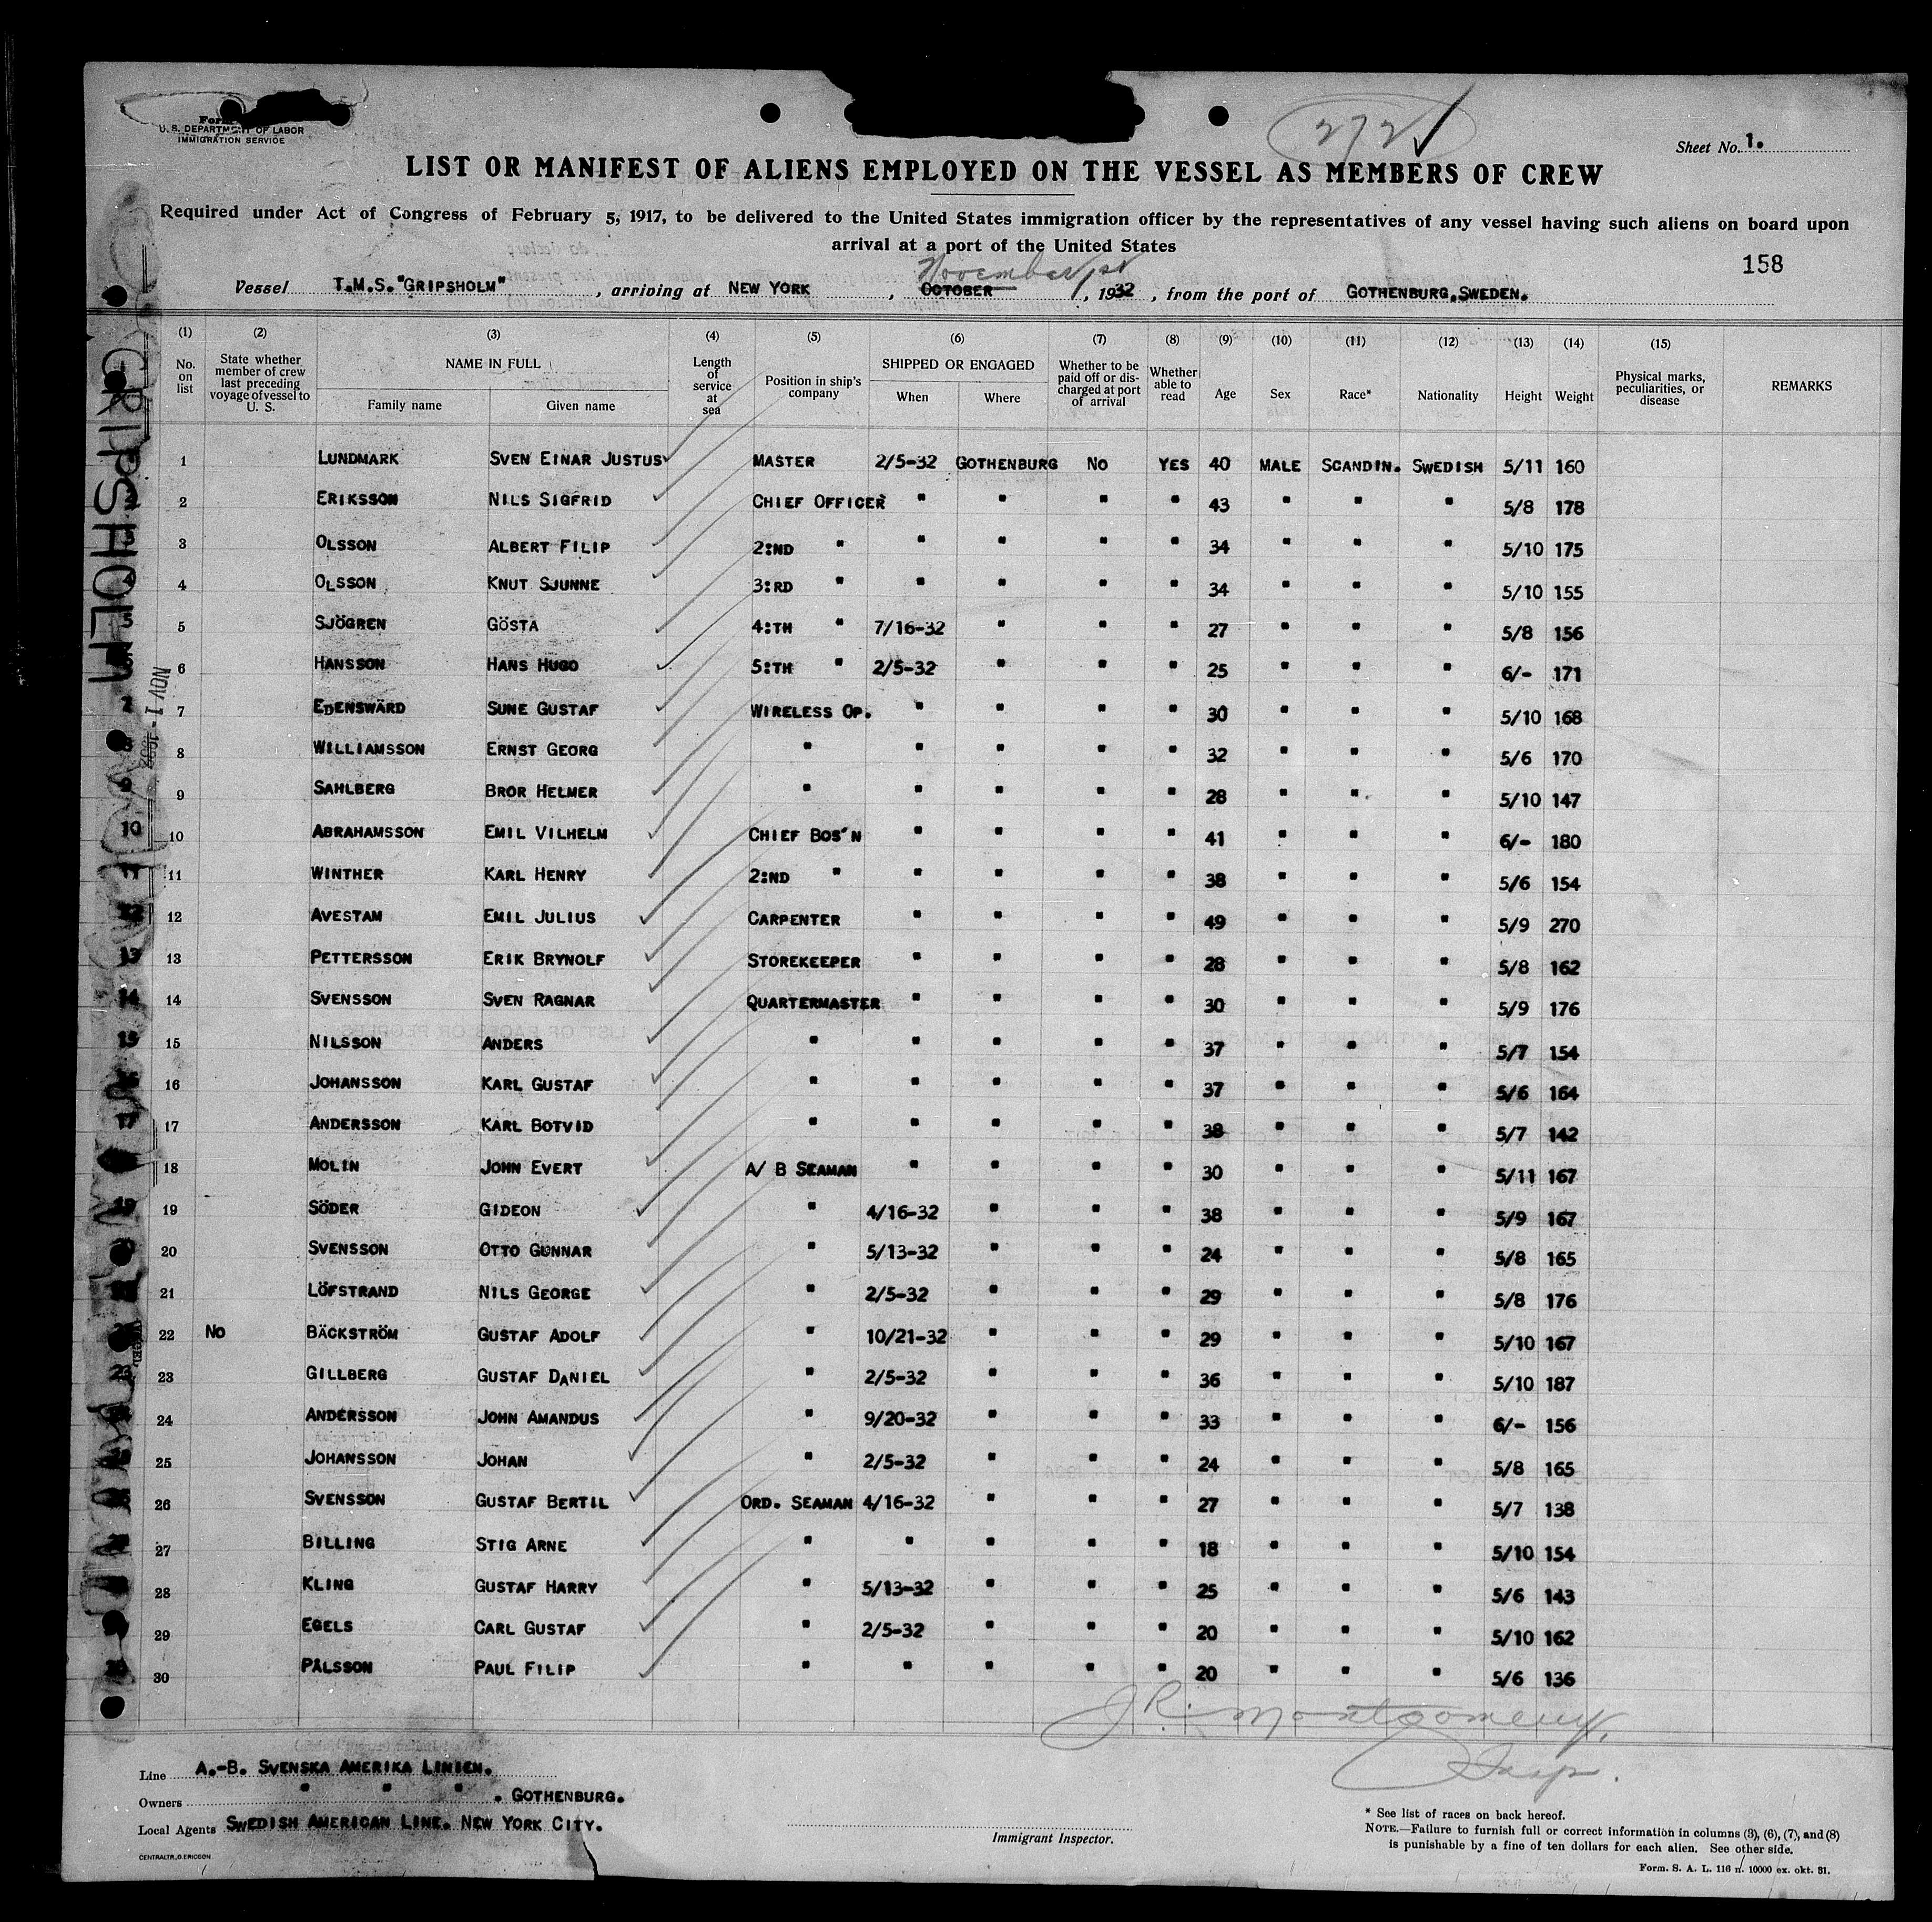 Form
U. S. DEPARTMENT OF LABOR
IMMIGRATION SERVICE
272
Sheet No. 1.
LIST OR MANIFEST OF ALIENS EMPLOYED ON THE VESSEL AS MEMBERS OF CREW
Required under Act of Congress of February 5, 1917, to be delivered to the United States immigration officer by the representatives of any vessel having such aliens on board upon
arrival at a port of the United States
158
November 1st
Vessel T.M.S. "GRIPSHOLM", arriving at NEW YORK, OCTOBER, 1932, from the port of GOTHENBURG, SWEDEN.
(1) (2) (3) (4) (5) (6) (7) (8) (9) (10) (11) (12) (13) (14) (15)
No. on list State whether member of crew last preceding voyage of vessel to U. S. NAME IN FULL Family name Given name Length of service at sea Position in ship's company SHIPPED OR ENGAGED When Where Whether to be paid off or discharged at port of arrival Whether able to read Age Sex Race* Nationality Height Weight Physical marks, peculiarities, or disease REMARKS
1 LUNDMARK SVEN EINAR JUSTUS MASTER 2/5-32 GOTHENBURG NO YES 40 MALE SCANDIN. SWEDISH 5/11 160
2 ERIKSSON NILS SIGFRID CHIEF OFFICER " " " " 43 " " " 5/8 178
3 OLSSON ALBERT FILIP 2:ND " " " " " 34 " " " 5/10 175
4 OLSSON KNUT SJUNNE 3:RD " " " " " 34 " " " 5/10 155
5 SJÖGREN GÖSTA 4:TH " 7/16-32 " " " 27 " " " 5/8 156
6 HANSSON HANS HUGO 5:TH " 2/5-32 " " " 25 " " " 6/- 171
7 EDENSWÄRD SUNE GUSTAF WIRELESS OP. " " " " 30 " " " 5/10 168
8 WILLIAMSSON ERNST GEORG " " " " " 32 " " " 5/6 170
9 SAHLBERG BROR HELMER " " " " " 28 " " " 5/10 147
10 ABRAHAMSSON EMIL VILHELM CHIEF BOS'N " " " " 41 " " " 6/- 180
11 WINTHER KARL HENRY 2:ND " " " " " 38 " " " 5/6 154
12 AVESTAM EMIL JULIUS CARPENTER " " " " 49 " " " 5/9 270
13 PETTERSSON ERIK BRYNOLF STOREKEEPER " " " " 28 " " " 5/8 162
14 SVENSSON SVEN RAGNAR QUARTERMASTER " " " " 30 " " " 5/9 176
15 NILSSON ANDERS " " " " " 37 " " " 5/7 154
16 JOHANSSON KARL GUSTAF " " " " " 37 " " " 5/6 164
17 ANDERSSON KARL BOTVID " " " " " 38 " " " 5/7 142
18 MOLIN JOHN EVERT A/ B SEAMAN " " " " 30 " " " 5/11 167
19 SÖDER GIDEON " 4/16-32 " " " 38 " " " 5/9 167
20 SVENSSON OTTO GUNNAR " 5/13-32 " " " 24 " " " 5/8 165
21 LÖFSTRAND NILS GEORGE " 2/5-32 " " " 29 " " " 5/8 176
22 NO BÄCKSTRÖM GUSTAF ADOLF " 10/21-32 " " " 29 " " " 5/10 167
23 GILLBERG GUSTAF DANIEL " 2/5-32 " " " 36 " " " 5/10 187
24 ANDERSSON JOHN AMANDUS " 9/20-32 " " " 33 " " " 6/- 156
25 JOHANSSON JOHAN " 2/5-32 " " " 24 " " " 5/8 165
26 SVENSSON GUSTAF BERTIL ORD. SEAMAN 4/16-32 " " " 27 " " " 5/7 138
27 BILLING STIG ARNE " " " " " 18 " " " 5/10 154
28 KLING GUSTAF HARRY " 5/13-32 " " " 25 " " " 5/6 143
29 EGELS CARL GUSTAF " 2/5-32 " " " 20 " " " 5/10 162
30 PÅLSSON PAUL FILIP " " " " " 20 " " " 5/6 136
GRIPSHOLM
NOV 1 - 1932
J R. Montgomery,
Insp.
Line A.-B. SVENSKA AMERIKA LINIEN.
Owners " " " . GOTHENBURG.
Local Agents SWEDISH AMERICAN LINE. NEW YORK CITY.
CENTRALTR., G. ERICSON
Immigrant Inspector.
* See list of races on back hereof.
NOTE.—Failure to furnish full or correct information in columns (3), (6), (7), and (8)
is punishable by a fine of ten dollars for each alien. See other side.
Form. S. A. L. 116 n. 10000 ex. okt. 31.